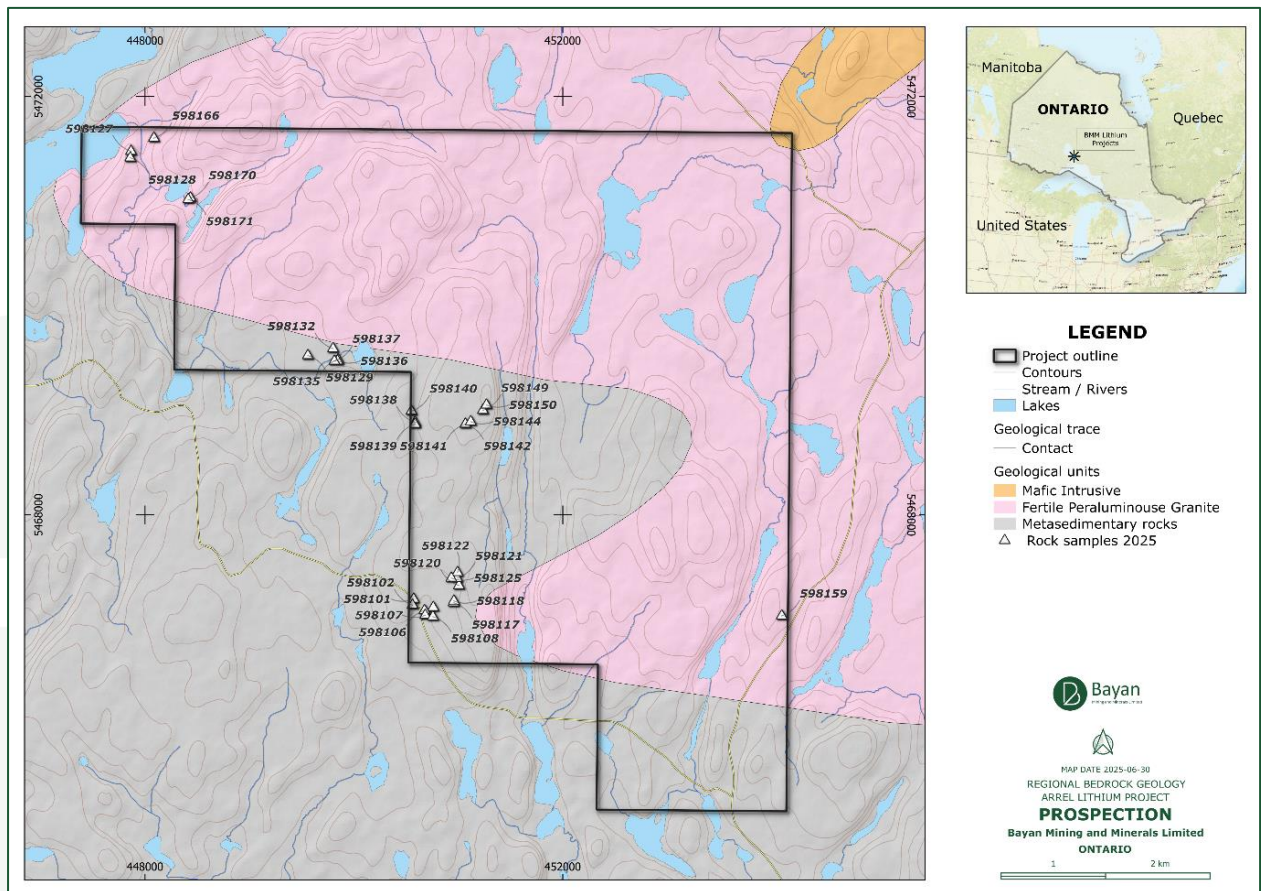 448000
452000
5472000
5472000
598166
598127
598128
598170
598171
598132
598137
598136
598135
598129
598138
598140
598149
598150
598144
598139
598141
598142
5468000
5468000
598122
598121
598120
598125
598102
598101
598118
598159
598107
598117
598106
598108
448000
452000
Manitoba
ONTARIO
Quebec
BMM Lithium
Projects
United States
LEGEND
Project outline
Contours
Stream / Rivers
Lakes
Geological trace
Contact
Geological units
Mafic Intrusive
Fertile Peraluminouse Granite
Metasedimentary rocks
Rock samples 2025
Bayan
Mining and Minerals Limited
MAP DATE 2025-06-30
REGIONAL BEDROCK GEOLOGY
ARREL LITHIUM PROJECT
PROSPECTION
Bayan Mining and Minerals Limited
ONTARIO
1
2 km